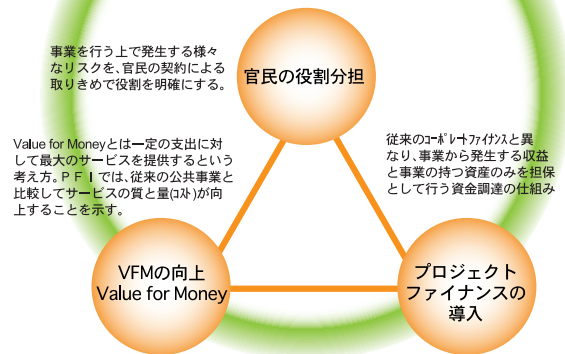 事業を行う上で発生する様々
なリスクを、官民の契約による
取りきめで役割を明確にする。
官民の役割分担
Value for Moneyとは一定の支出に対
して最大のサービスを提供するという
考え方。ＰＦＩでは、従来の公共事業と
比較してサービスの質と量(ｺｽﾄ)が向
上することを示す。
従来のｺｰﾎﾟﾚｰﾄﾌｧｲﾅﾝｽと異
なり、事業から発生する収益
と事業の持つ資産のみを担保
として行う資金調達の仕組み
VFMの向上
Value for Money
プロジェクト
ファイナンスの
導入